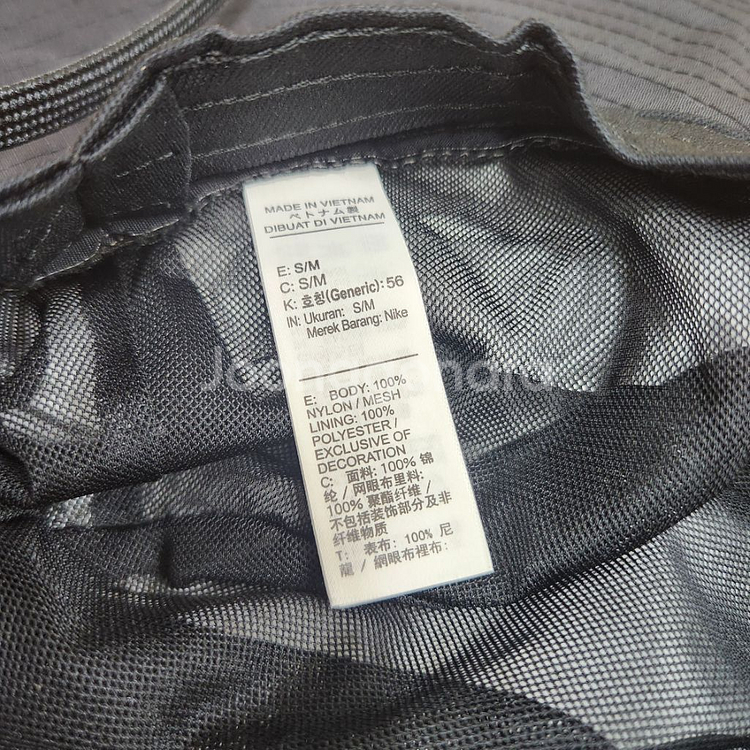 MADE IN VIETNAM
ベトナム製
DIBUAT DI VIETNAM
E: S/M
C: S/M
K: 호칭(Generic): 56
IN: Ukuran: S/M
Merek Barang: Nike
E: BODY: 100%
NYLON / MESH
LINING: 100%
POLYESTER /
EXCLUSIVE OF
DECORATION
C: 面料: 100% 锦
纶 / 网眼布里料:
100% 聚酯纤维 /
不包括装饰部分及非
纤维物质
T: 表布: 100% 尼
龍 / 網眼布裡布: